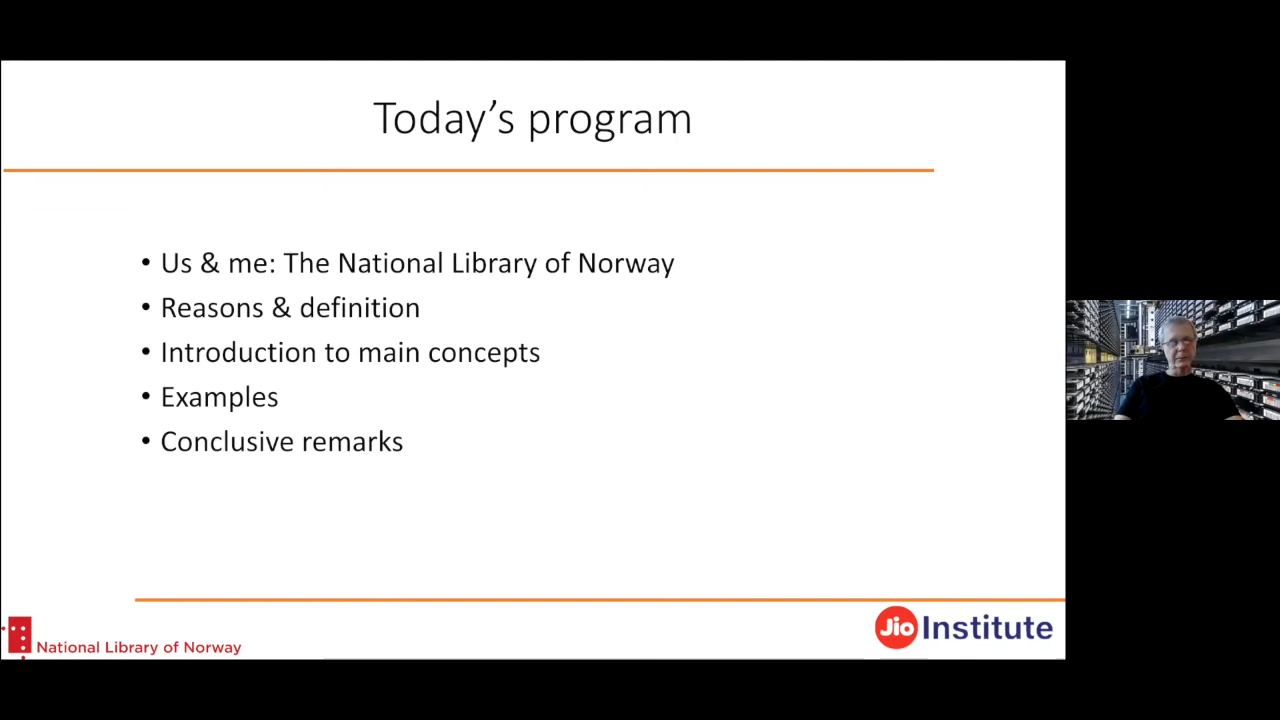 Today’s program
• Us & me: The National Library of Norway
• Reasons & definition
• Introduction to main concepts
• Examples
• Conclusive remarks
National Library of Norway
Jio Institute